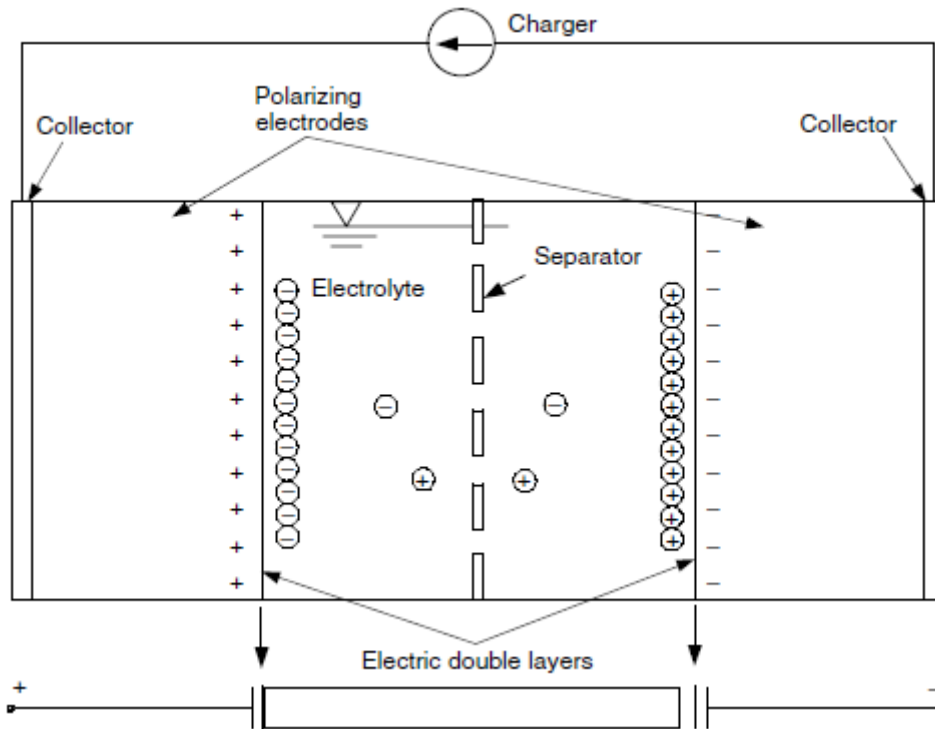 Charger
Polarizing
electrodes
Collector
Collector
Separator
Electrolyte
Electric double layers
+
–